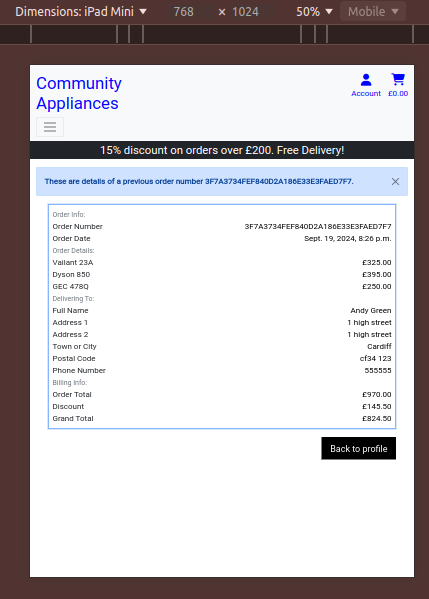 Dimensions: iPad Mini 768 × 1024 50% Mobile
Community
Appliances
Account £0.00
15% discount on orders over £200. Free Delivery!
These are details of a previous order number 3F7A3734FEF840D2A186E33E3FAED7F7.
Order Info:
Order Number 3F7A3734FEF840D2A186E33E3FAED7F7
Order Date Sept. 19, 2024, 8:26 p.m.
Order Details:
Vailant 23A £325.00
Dyson 850 £395.00
GEC 478Q £250.00
Delivering To:
Full Name Andy Green
Address 1 1 high street
Address 2 1 high street
Town or City Cardiff
Postal Code cf34 123
Phone Number 555555
Billing Info:
Order Total £970.00
Discount £145.50
Grand Total £824.50
Back to profile